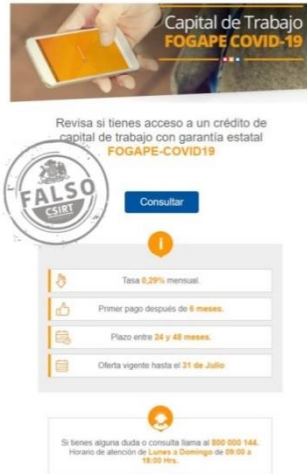 Capital de Trabajo
FOGAPE COVID-19
Revisa si tienes acceso a un crédito de
capital de trabajo con garantía estatal
FOGAPE-COVID19
FALSO
CSIRT
Consultar
i
Tasa 0,29% mensual.
Primer pago después de 6 meses.
Plazo entre 24 y 48 meses.
Oferta vigente hasta el 31 de Julio
Si tienes alguna duda o consulta llama al 800 000 144.
Horario de atención de Lunes a Domingo de 09:00 a
18:00 Hrs.